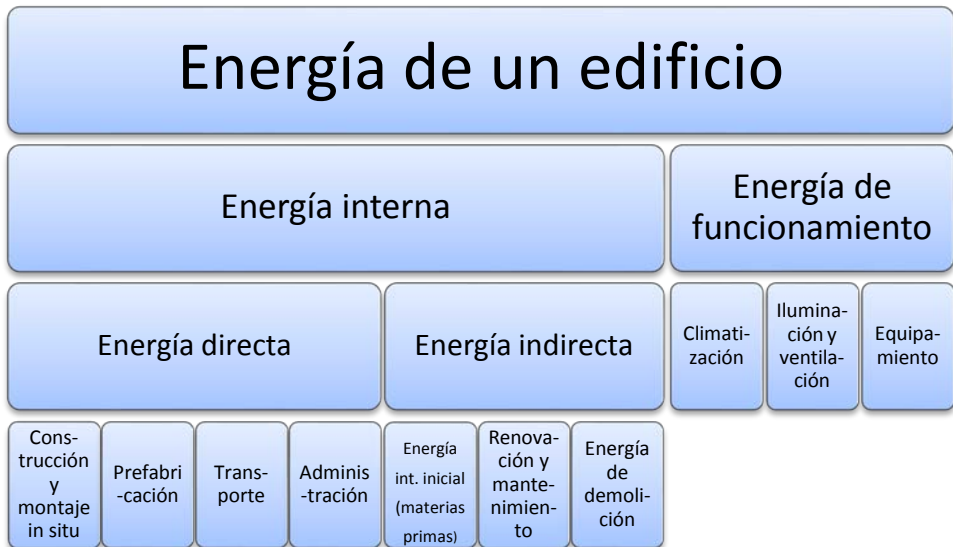 Energía de un edificio
Energía interna
Energía de
funcionamiento
Energía directa
Energía indirecta
Climati-
zación
Ilumina-
ción y
ventila-
ción
Equipa-
miento
Cons-
trucción
y
montaje
in situ
Prefabri
-cación
Trans-
porte
Adminis
-tración
Energía
int. inicial
(materias
primas)
Renova-
ción y
mante-
nimien-
to
Energía
de
demoli-
ción